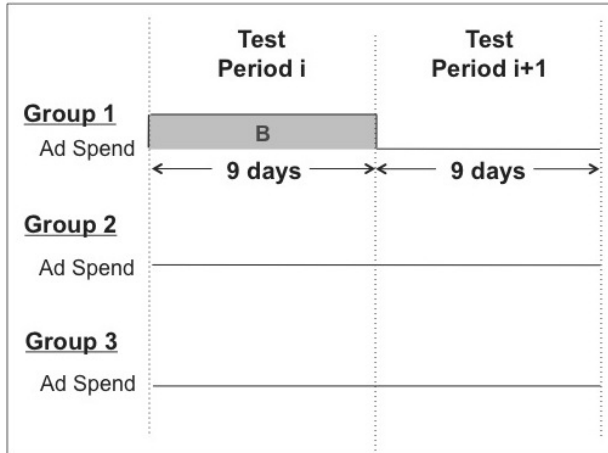 Test
Period i
Test
Period i+1
Group 1
Ad Spend
B
9 days
9 days
Group 2
Ad Spend
Group 3
Ad Spend